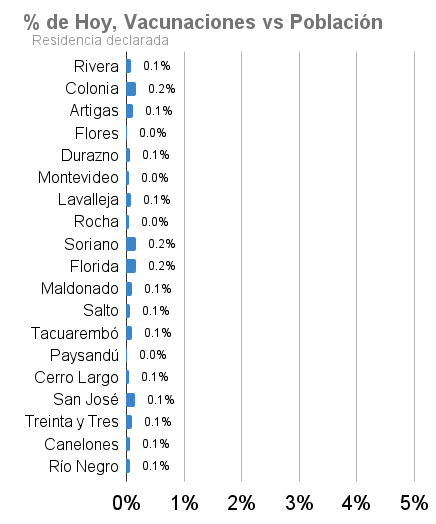 % de Hoy, Vacunaciones vs Población
Residencia declarada
Rivera 0.1%
Colonia 0.2%
Artigas 0.1%
Flores 0.0%
Durazno 0.1%
Montevideo 0.0%
Lavalleja 0.1%
Rocha 0.0%
Soriano 0.2%
Florida 0.2%
Maldonado 0.1%
Salto 0.1%
Tacuarembó 0.1%
Paysandú 0.0%
Cerro Largo 0.1%
San José 0.1%
Treinta y Tres 0.1%
Canelones 0.1%
Río Negro 0.1%
0% 1% 2% 3% 4% 5%